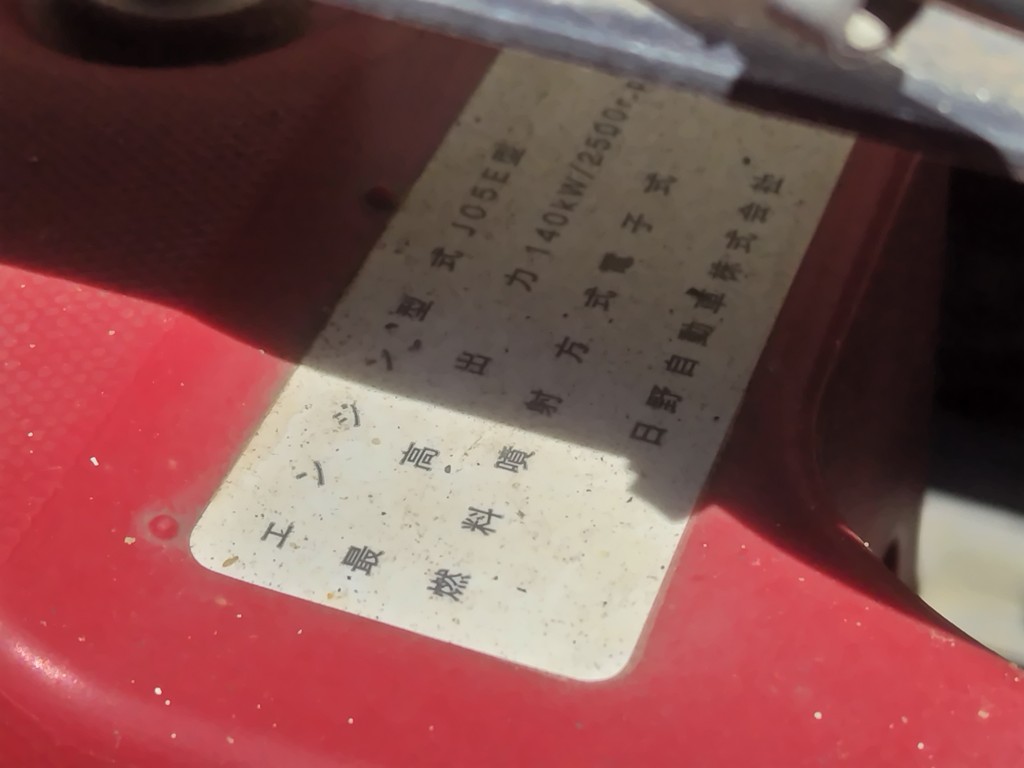 エンジン型式 J05E型
最高出力 140kW/2500r.p
燃料噴射方式 電子式
日野自動車株式会社